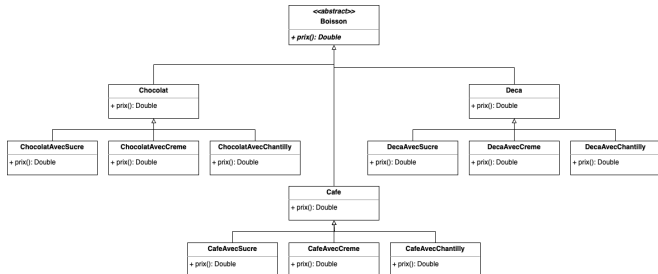 <<abstract>>
Boisson
+ prix(): Double
Chocolat
+ prix(): Double
Deca
+ prix(): Double
ChocolatAvecSucre
+ prix(): Double
ChocolatAvecCreme
+ prix(): Double
ChocolatAvecChantilly
+ prix(): Double
DecaAvecSucre
+ prix(): Double
DecaAvecCreme
+ prix(): Double
DecaAvecChantilly
+ prix(): Double
Cafe
+ prix(): Double
CafeAvecSucre
+ prix(): Double
CafeAvecCreme
+ prix(): Double
CafeAvecChantilly
+ prix(): Double